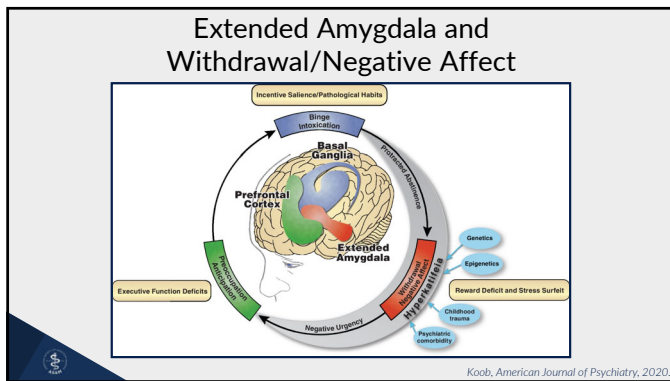 Extended Amygdala and
Withdrawal/Negative Affect
Incentive Salience/Pathological Habits
Binge
Intoxication
Protracted Abstinence
Basal
Ganglia
Prefrontal
Cortex
Extended
Amygdala
Genetics
Epigenetics
Preoccupation
Anticipation
Withdrawal
Negative Affect
Hyperkatifeia
Executive Function Deficits
Reward Deficit and Stress Surfeit
Childhood
trauma
Negative Urgency
Psychiatric
comorbidity
ASAM
Koob, American Journal of Psychiatry, 2020.